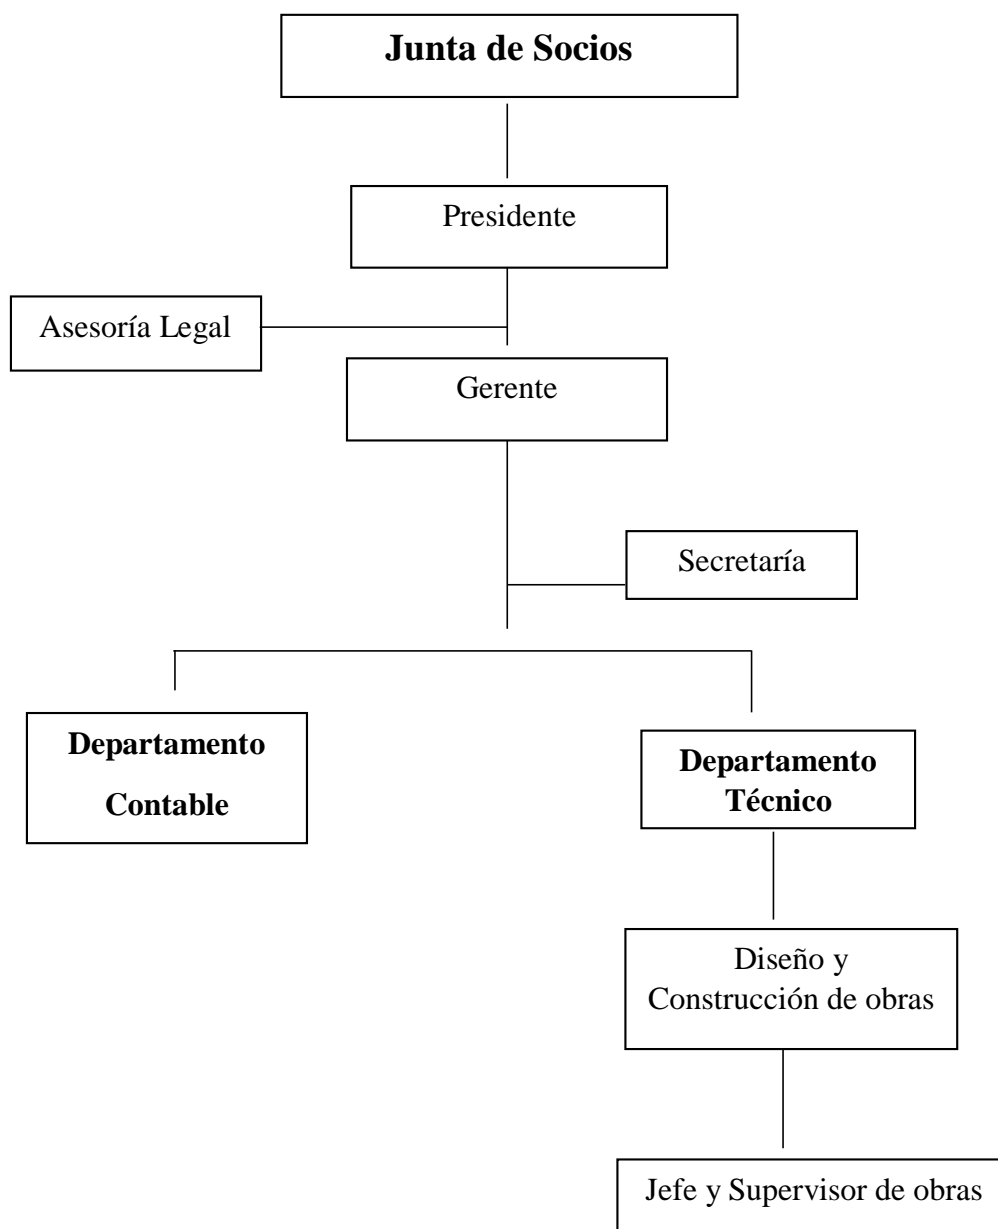 Junta de Socios
Presidente
Asesoría Legal
Gerente
Secretaría
Departamento
Contable
Departamento
Técnico
Diseño y
Construcción de obras
Jefe y Supervisor de obras